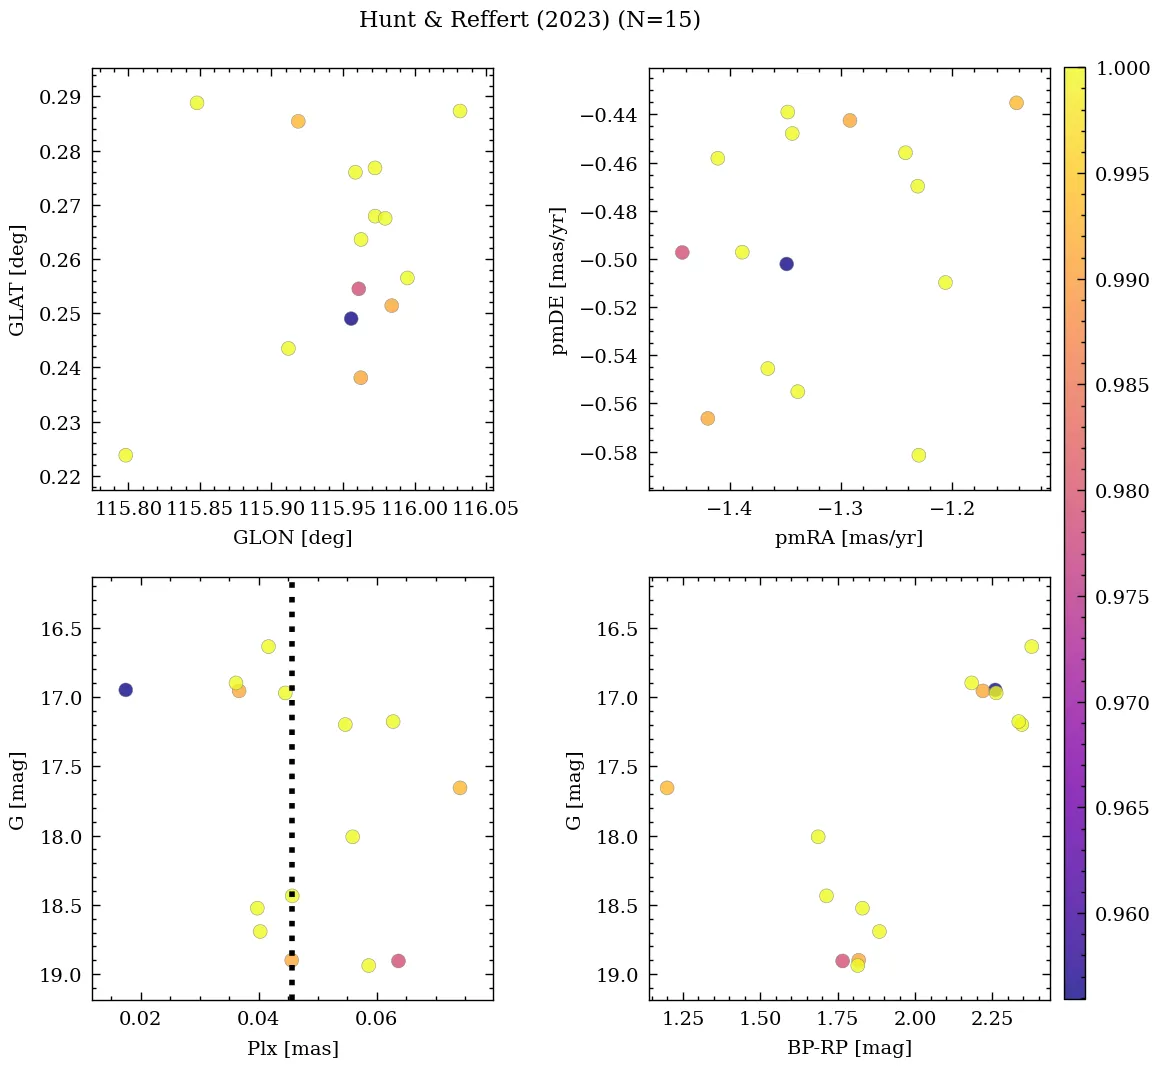 Hunt & Reffert (2023) (N=15)
0.29
0.28
0.27
0.26
0.25
0.24
0.23
0.22
GLAT [deg]
115.80 115.85 115.90 115.95 116.00 116.05
GLON [deg]
−0.44
−0.46
−0.48
−0.50
−0.52
−0.54
−0.56
−0.58
pmDE [mas/yr]
−1.4 −1.3 −1.2
pmRA [mas/yr]
1.000
0.995
0.990
0.985
0.980
0.975
0.970
0.965
0.960
16.5
17.0
17.5
18.0
18.5
19.0
G [mag]
0.02 0.04 0.06
Plx [mas]
16.5
17.0
17.5
18.0
18.5
19.0
G [mag]
1.25 1.50 1.75 2.00 2.25
BP-RP [mag]